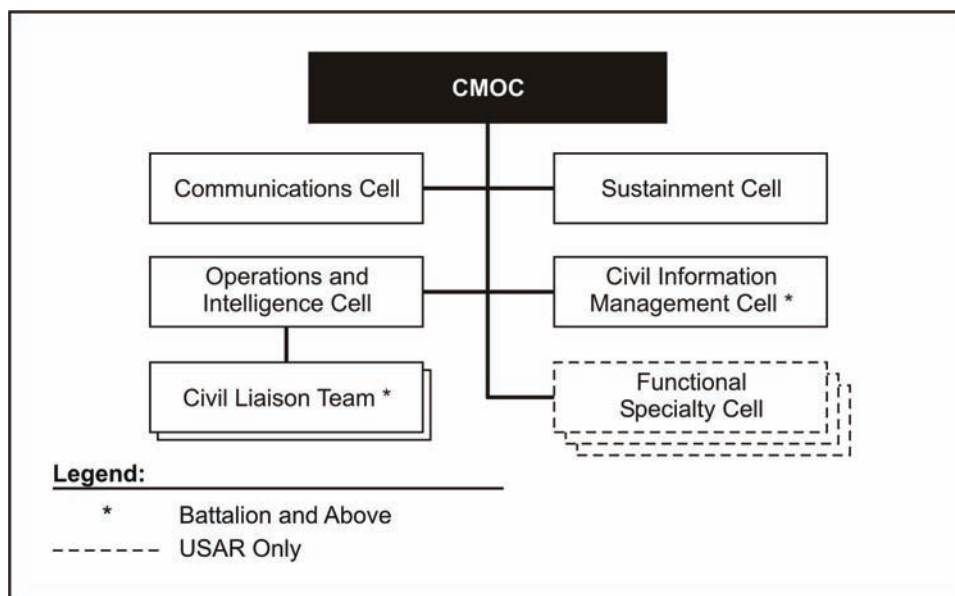 CMOC
Communications Cell
Sustainment Cell
Operations and
Intelligence Cell
Civil Information
Management Cell *
Civil Liaison Team *
Functional
Specialty Cell
Legend:
* Battalion and Above
USAR Only